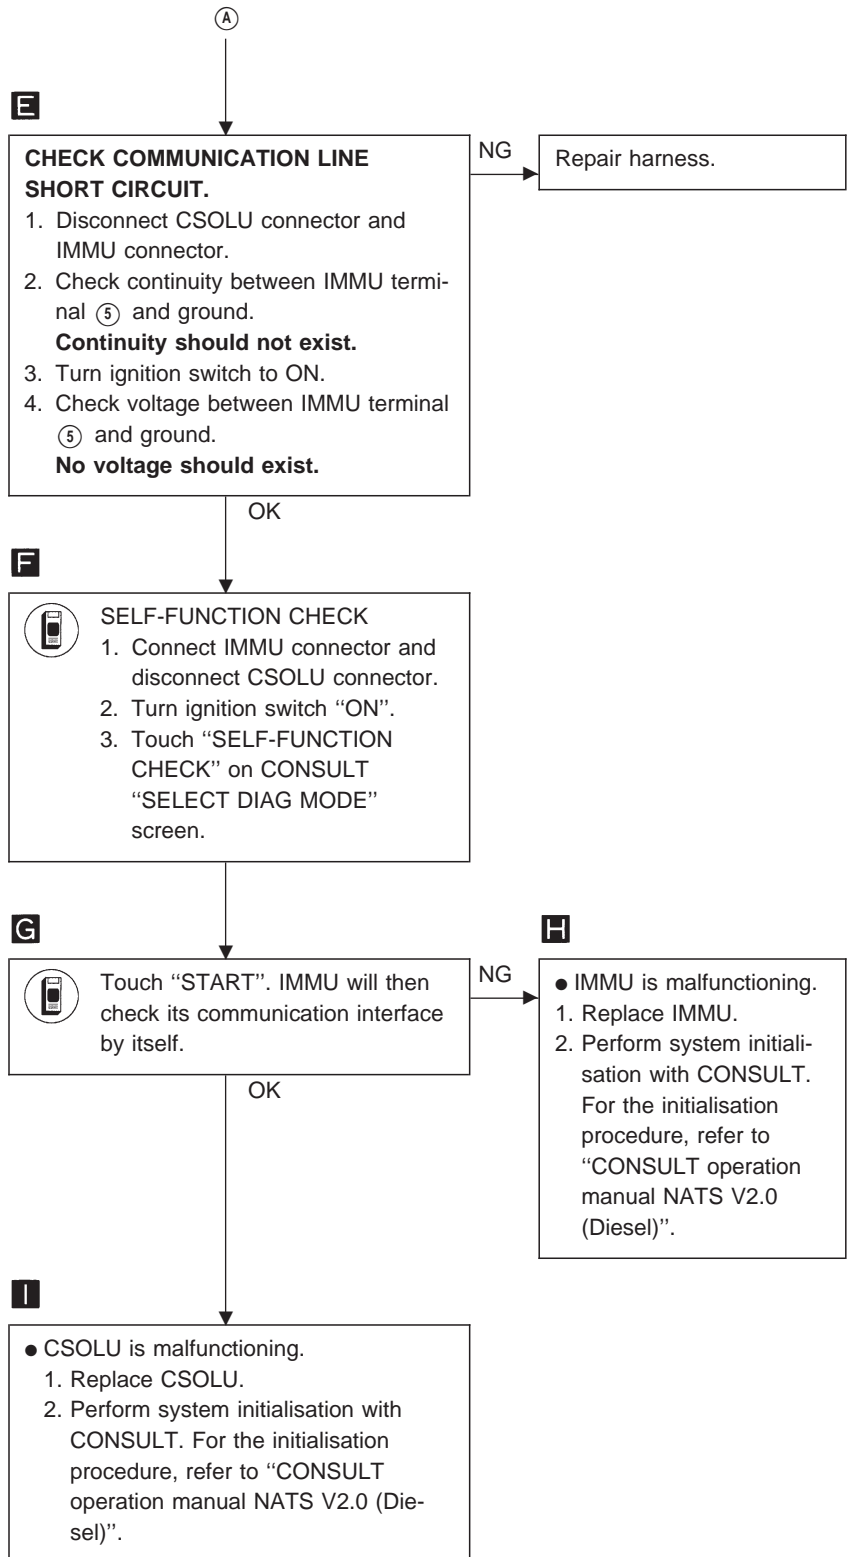 A
E
CHECK COMMUNICATION LINE
SHORT CIRCUIT.
1. Disconnect CSOLU connector and
IMMU connector.
2. Check continuity between IMMU termi-
nal ⑤ and ground.
Continuity should not exist.
3. Turn ignition switch to ON.
4. Check voltage between IMMU terminal
⑤ and ground.
No voltage should exist.
NG
Repair harness.
OK
F
SELF-FUNCTION CHECK
1. Connect IMMU connector and
disconnect CSOLU connector.
2. Turn ignition switch ‘‘ON’’.
3. Touch ‘‘SELF-FUNCTION
CHECK’’ on CONSULT
‘‘SELECT DIAG MODE’’
screen.
G
Touch ‘‘START’’. IMMU will then
check its communication interface
by itself.
NG
H
● IMMU is malfunctioning.
1. Replace IMMU.
2. Perform system initiali-
sation with CONSULT.
For the initialisation
procedure, refer to
‘‘CONSULT operation
manual NATS V2.0
(Diesel)’’.
OK
I
● CSOLU is malfunctioning.
1. Replace CSOLU.
2. Perform system initialisation with
CONSULT. For the initialisation
procedure, refer to ‘‘CONSULT
operation manual NATS V2.0 (Die-
sel)’’.